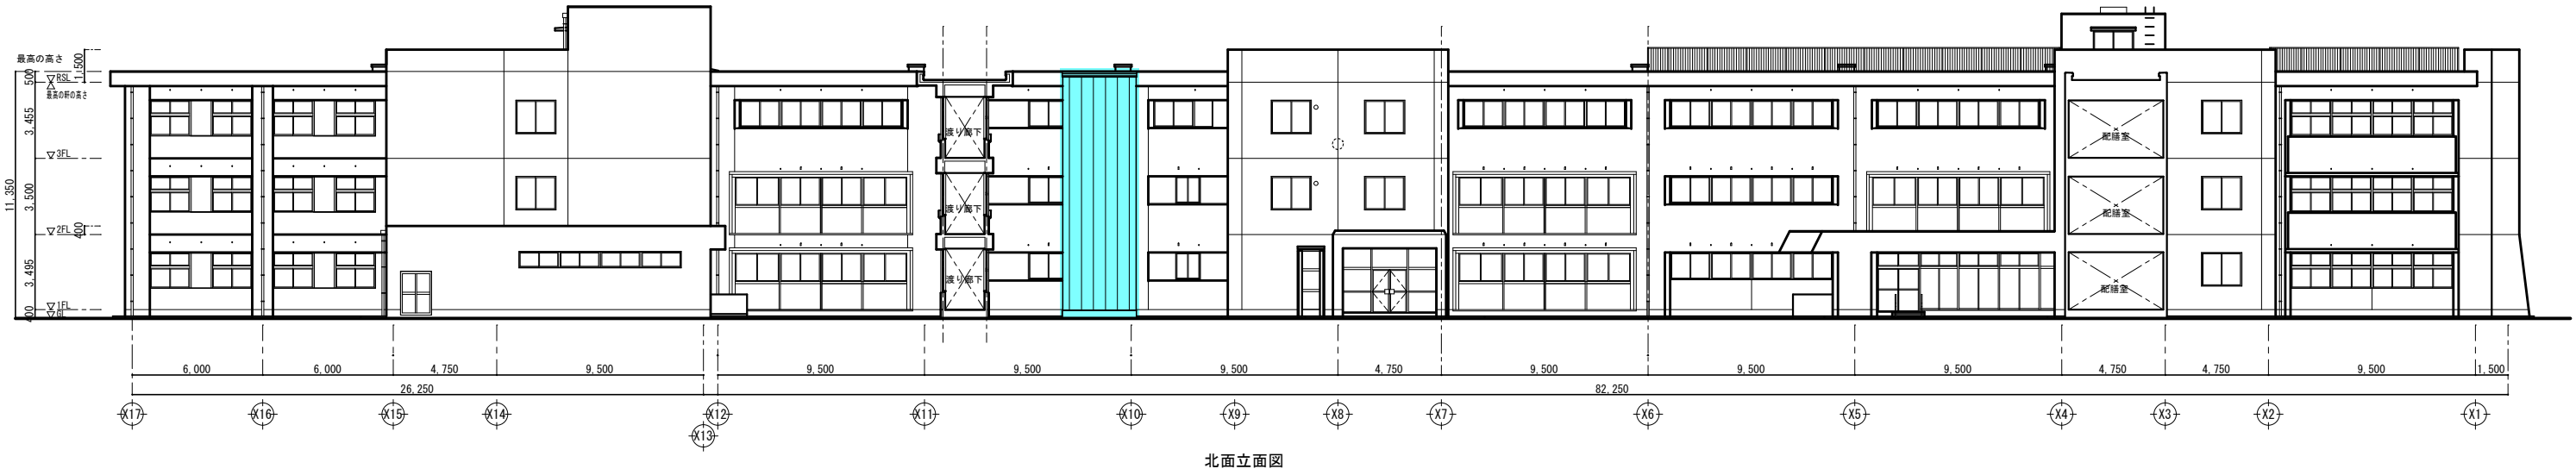 最高の高さ
1,500
500
RSL
最高の軒の高さ
3,455
3FL
11,350
3,500
2FL
400
3,495
1FL
400
GL
渡り廊下
渡り廊下
渡り廊下
配膳室
配膳室
配膳室
6,000 6,000 4,750 9,500 9,500 9,500 9,500 4,750 9,500 9,500 9,500 4,750 4,750 9,500 1,500
26,250 82,250
X17 X16 X15 X14 X12 X11 X10 X9 X8 X7 X6 X5 X4 X3 X2 X1
X13
北面立面図